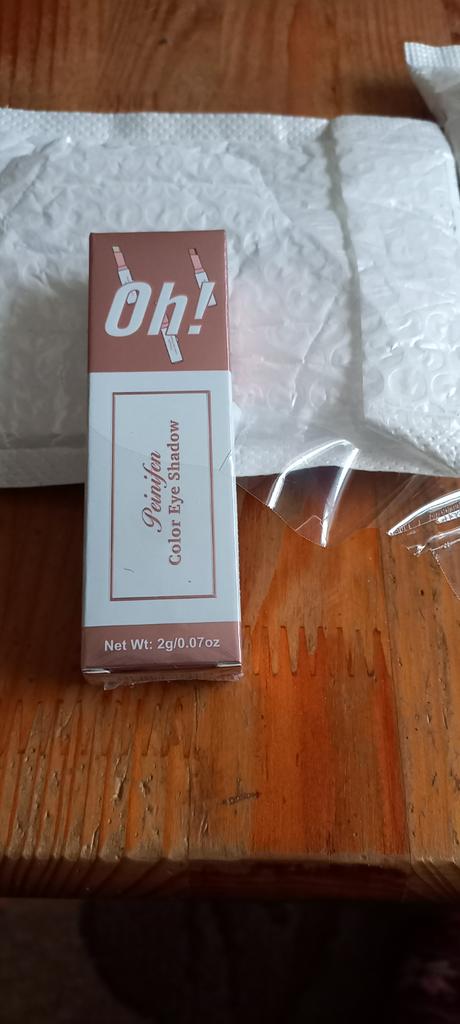 Oh!
Peinifen
Color Eye Shadow
Net Wt: 2g/0.07oz